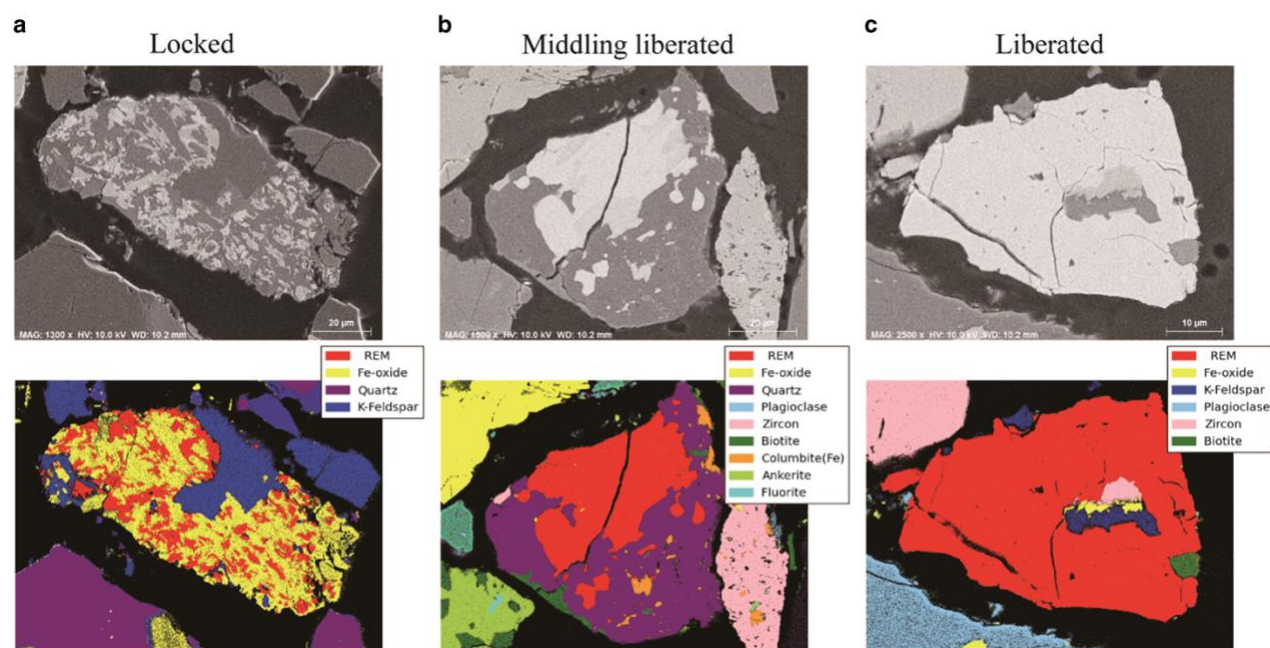 a
Locked
MAG: 1300 x HV: 10.0 kV WD: 10.2 mm
20 µm
REM
Fe-oxide
Quartz
K-Feldspar
b
Middling liberated
MAG: 1500 x HV: 10.0 kV WD: 10.2 mm
20 µm
REM
Fe-oxide
Quartz
Plagioclase
Zircon
Biotite
Columbite(Fe)
Ankerite
Fluorite
c
Liberated
MAG: 2500 x HV: 10.0 kV WD: 10.2 mm
10 µm
REM
Fe-oxide
K-Feldspar
Plagioclase
Zircon
Biotite